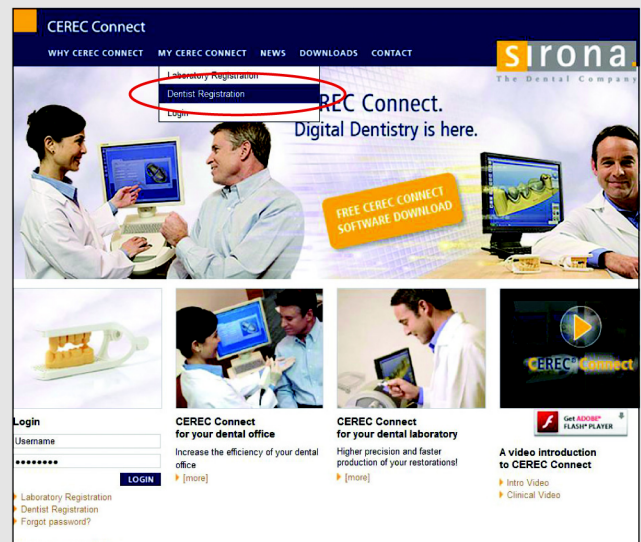 CEREC Connect
WHY CEREC CONNECT MY CEREC CONNECT NEWS DOWNLOADS CONTACT
sirona.
The Dental Company
Laboratory Registration
Dentist Registration
Login
CEREC Connect.
Digital Dentistry is here.
FREE CEREC CONNECT
SOFTWARE DOWNLOAD
CEREC® Connect
Get ADOBE®
FLASH® PLAYER
Login
Username
LOGIN
Laboratory Registration
Dentist Registration
Forgot password?
CEREC Connect
for your dental office
Increase the efficiency of your dental
office
[more]
CEREC Connect
for your dental laboratory
Higher precision and faster
production of your restorations!
[more]
A video introduction
to CEREC Connect
Intro Video
Clinical Video